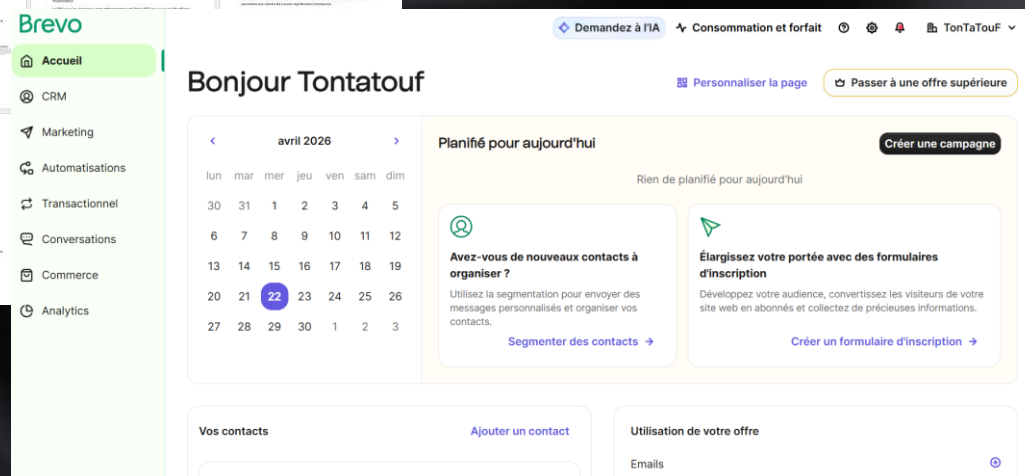 Brevo
Demandez à l'IA
Consommation et forfait
TonTaTouF
Accueil
CRM
Marketing
Automatisations
Transactionnel
Conversations
Commerce
Analytics
Bonjour Tontatouf
Personnaliser la page
Passer à une offre supérieure
avril 2026
lun mar mer jeu ven sam dim
30 31 1 2 3 4 5
6 7 8 9 10 11 12
13 14 15 16 17 18 19
20 21 22 23 24 25 26
27 28 29 30 1 2 3
Planifié pour aujourd'hui
Créer une campagne
Rien de planifié pour aujourd'hui
Avez-vous de nouveaux contacts à
organiser ?
Utilisez la segmentation pour envoyer des
messages personnalisés et organiser vos
contacts.
Segmenter des contacts
Élargissez votre portée avec des formulaires
d'inscription
Développez votre audience, convertissez les visiteurs de votre
site web en abonnés et collectez de précieuses informations.
Créer un formulaire d'inscription
Vos contacts
Ajouter un contact
Utilisation de votre offre
Emails